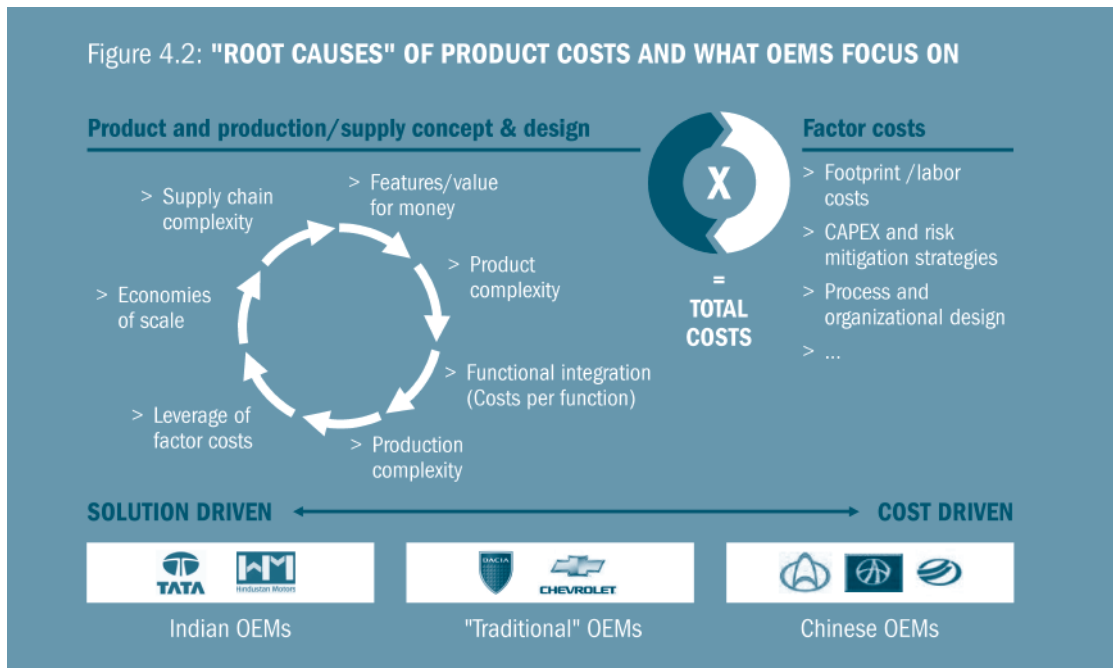 Figure 4.2: "ROOT CAUSES" OF PRODUCT COSTS AND WHAT OEMS FOCUS ON
Product and production/supply concept & design
> Supply chain
complexity
> Features/value
for money
> Product
complexity
> Economies
of scale
> Functional integration
(Costs per function)
> Leverage of
factor costs
> Production
complexity
X
=
TOTAL
COSTS
Factor costs
> Footprint /labor
costs
> CAPEX and risk
mitigation strategies
> Process and
organizational design
> ...
SOLUTION DRIVEN
COST DRIVEN
TATA
HM
Hindustan Motors
DACIA
CHEVROLET
Indian OEMs
"Traditional" OEMs
Chinese OEMs